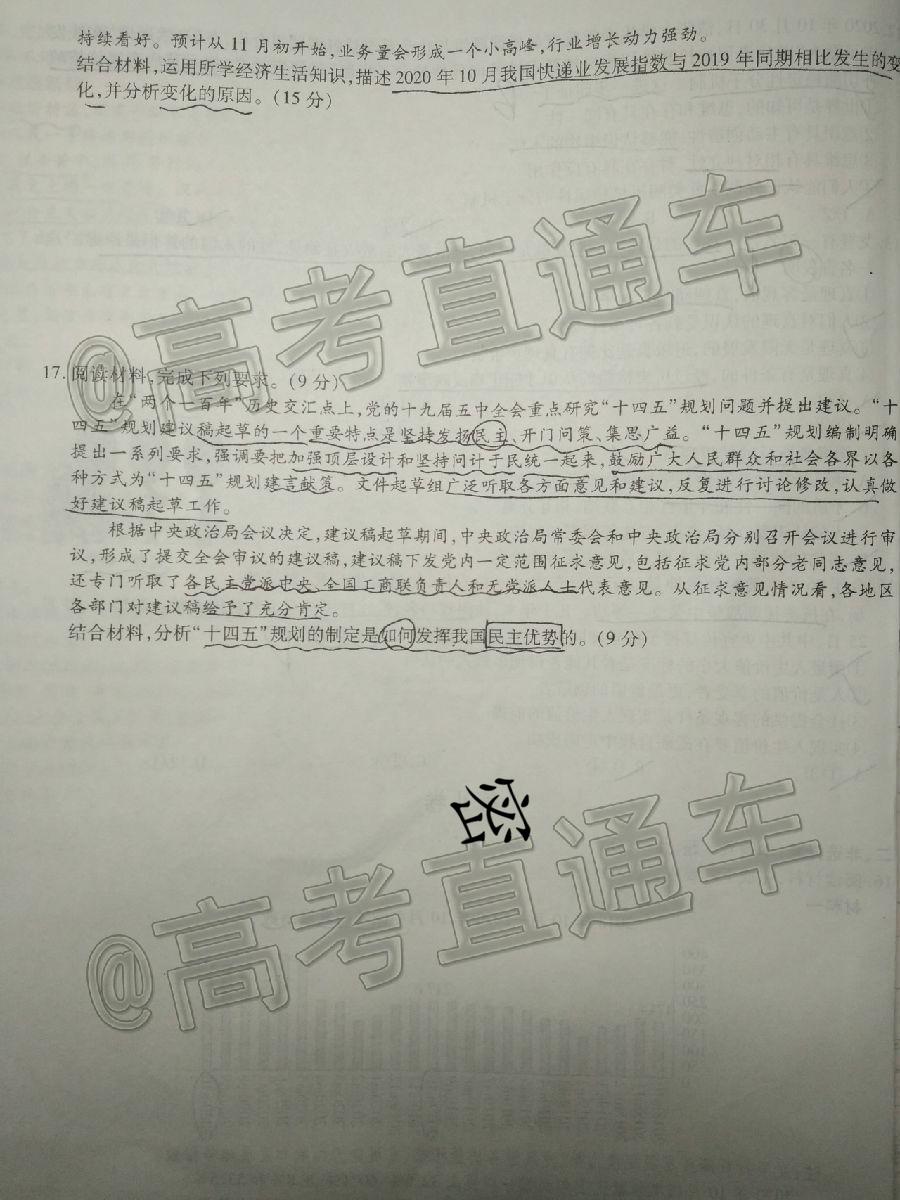 持续看好。预计从11月初开始,业务量会形成一个小高峰,行业增长动力强劲。
结合材料,运用所学经济生活知识,描述2020年10月我国快递业发展指数与2019年同期相比发生的变
化,并分析变化的原因。(15分)
@高考直通车
17. 阅读材料,完成下列要求。(9分)
在“两个一百年”历史交汇点上,党的十九届五中全会重点研究“十四五”规划问题并提出建议。“十
四五”规划建议稿起草的一个重要特点是坚持发扬民主、开门问策、集思广益。“十四五”规划编制明确
提出一系列要求,强调要把加强顶层设计和坚持问计于民统一起来,鼓励广大人民群众和社会各界以各
种方式为“十四五”规划建言献策。文件起草组广泛听取各方面意见和建议,反复进行讨论修改,认真做
好建议稿起草工作。
根据中央政治局会议决定,建议稿起草期间,中央政治局常委会和中央政治局分别召开会议进行审
议,形成了提交全会审议的建议稿,建议稿下发党内一定范围征求意见,包括征求党内部分老同志意见,
还专门听取了各民主党派中央、全国工商联负责人和无党派人士代表意见。从征求意见情况看,各地区
各部门对建议稿给予了充分肯定。
结合材料,分析“十四五”规划的制定是如何发挥我国民主优势的。(9分)
密
@高考直通车